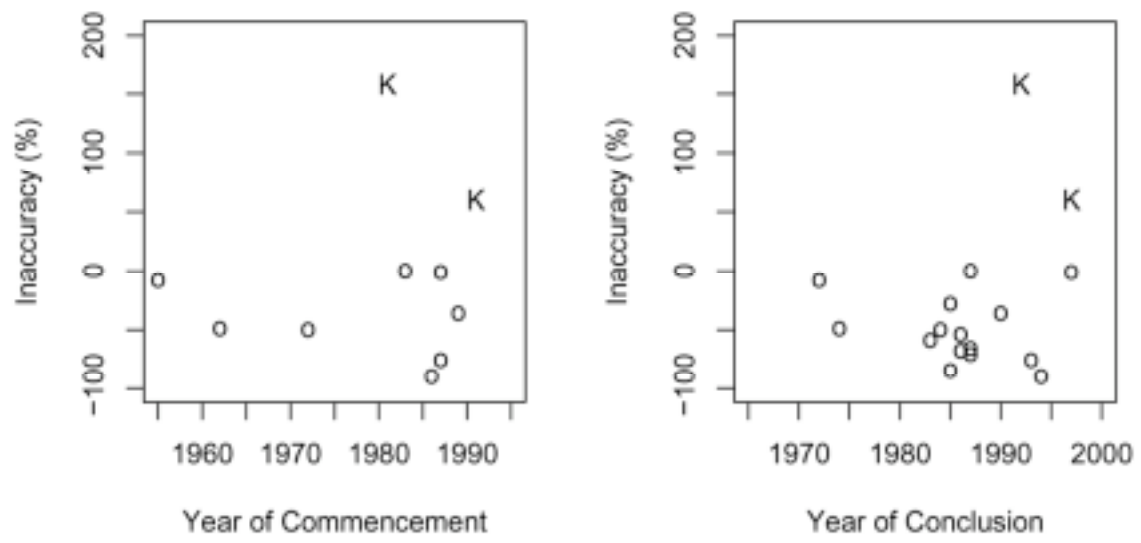 Inaccuracy (%)
200
100
0
−100
K
K
1960 1970 1980 1990
Year of Commencement
Inaccuracy (%)
200
100
0
−100
K
K
1970 1980 1990 2000
Year of Conclusion